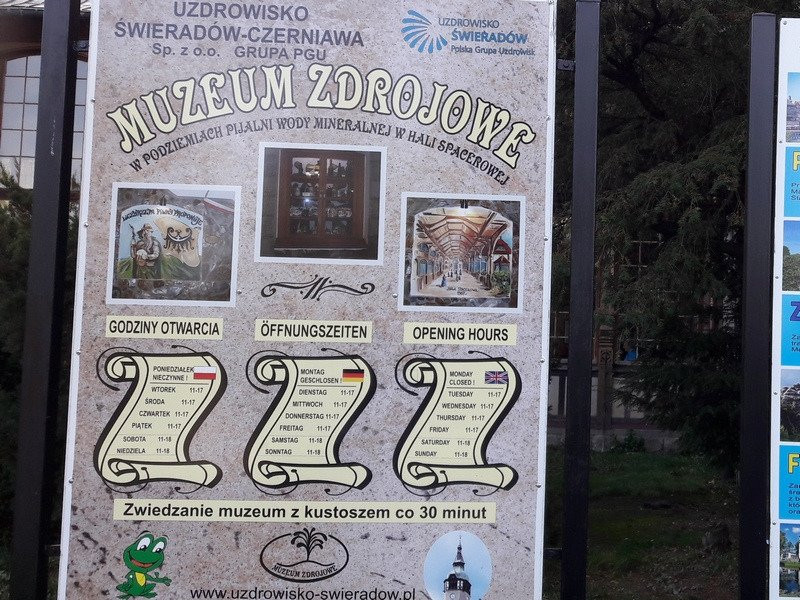 UZDROWISKO
ŚWIERADÓW-CZERNIAWA
Sp. z o.o. GRUPA PGU
UZDROWISKO
ŚWIERADÓW
Polska Grupa Uzdrowisk
MUZEUM ZDROJOWE
W PODZIEMIACH PIJALNI WODY MINERALNEJ W HALI SPACEROWEJ
GODZINY OTWARCIA
PONIEDZIAŁEK
NIECZYNNE !
WTOREK 11-17
ŚRODA 11-17
CZWARTEK 11-17
PIĄTEK 11-17
SOBOTA 11-18
NIEDZIELA 11-18
ÖFFNUNGSZEITEN
MONTAG
GESCHLOSEN !
DIENSTAG 11-17
MITTWOCH 11-17
DONNERSTAG 11-17
FREITAG 11-17
SAMSTAG 11-18
SONNTAG 11-18
OPENING HOURS
MONDAY
CLOSED !
TUESDAY 11-17
WEDNESDAY 11-17
THURSDAY 11-17
FRIDAY 11-17
SATURDAY 11-18
SUNDAY 11-18
Zwiedzanie muzeum z kustoszem co 30 minut
MUZEUM ZDROJOWE
www.uzdrowisko-swieradow.pl